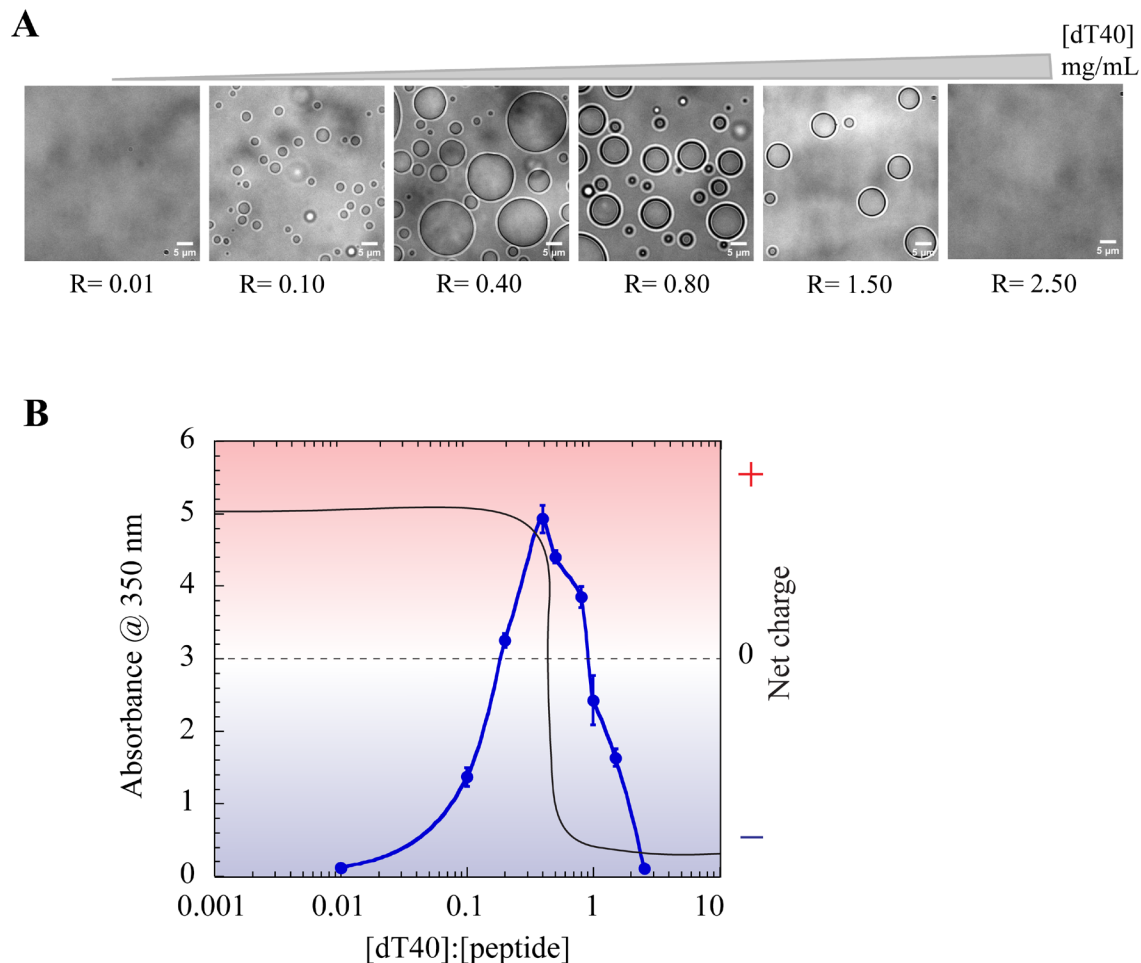 A
[dT40]
mg/mL
5 µm
5 µm
5 µm
5 µm
5 µm
5 µm
R= 0.01
R= 0.10
R= 0.40
R= 0.80
R= 1.50
R= 2.50
B
6
5
4
3
2
1
0
Absorbance @ 350 nm
+
0
−
Net charge
0.001
0.01
0.1
1
10
[dT40]:[peptide]